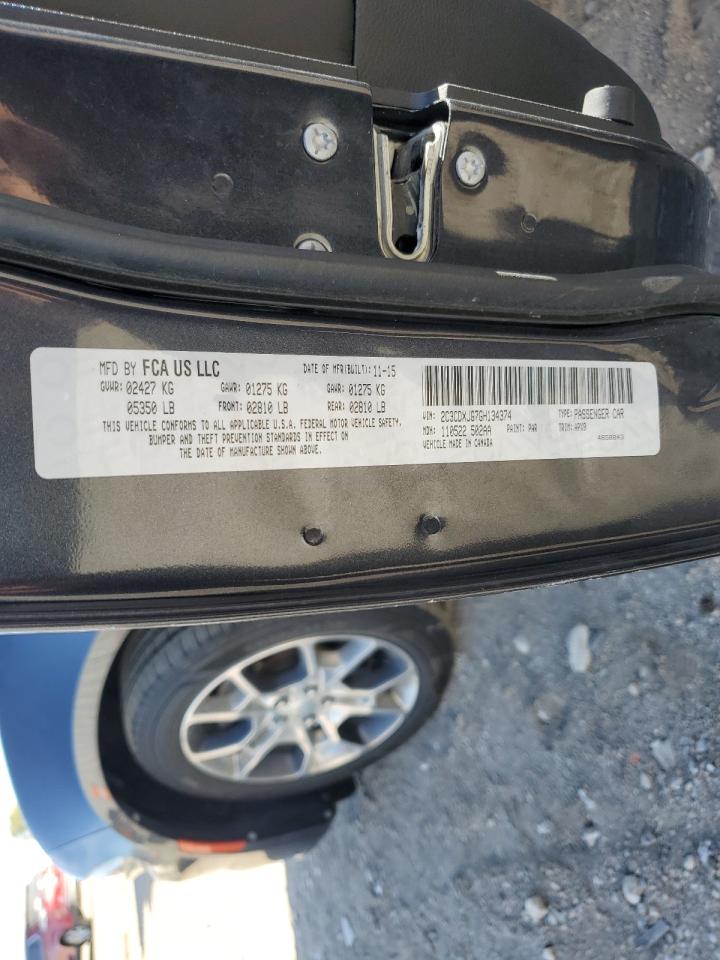 MFD BY FCA US LLC DATE OF MFR(BUILT): 11-15
GVWR: 02427 KG GAWR: 01275 KG GAWR: 01275 KG
05350 LB FRONT: 02810 LB REAR: 02810 LB
THIS VEHICLE CONFORMS TO ALL APPLICABLE U.S.A. FEDERAL MOTOR VEHICLE SAFETY,
BUMPER AND THEFT PREVENTION STANDARDS IN EFFECT ON
THE DATE OF MANUFACTURE SHOWN ABOVE.
VIN: 2C3CDXJG7GH134374 TYPE: PASSENGER CAR
MDH: 110522 502AA PAINT: PAR TRIM:
VEHICLE MADE IN CANADA